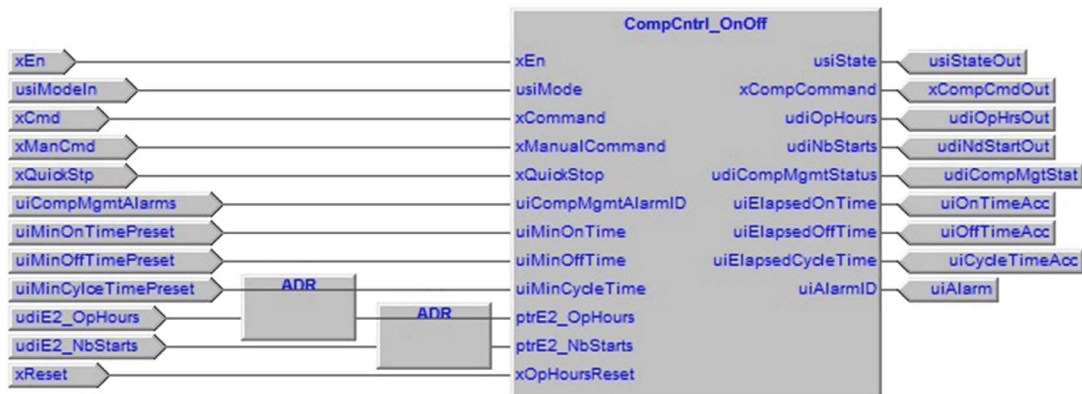 CompCntrl_OnOff
xEn xEn usiState usiStateOut
usiModeIn usiMode xCompCommand xCompCmdOut
xCmd xCommand udiOpHours udiOpHrsOut
xManCmd xManualCommand udiNbStarts udiNdStartOut
xQuickStp xQuickStop udiCompMgmtStatus udiCompMgtStat
uiCompMgmtAlarms uiCompMgmtAlarmID uiElapsedOnTime uiOnTimeAcc
uiMinOnTimePreset uiMinOnTime uiElapsedOffTime uiOffTimeAcc
uiMinOffTimePreset uiMinOffTime uiElapsedCycleTime uiCycleTimeAcc
uiMinCylceTimePreset ADR uiMinCycleTime uiAlarmID uiAlarm
udiE2_OpHours ADR ptrE2_OpHours
udiE2_NbStarts ptrE2_NbStarts
xReset xOpHoursReset